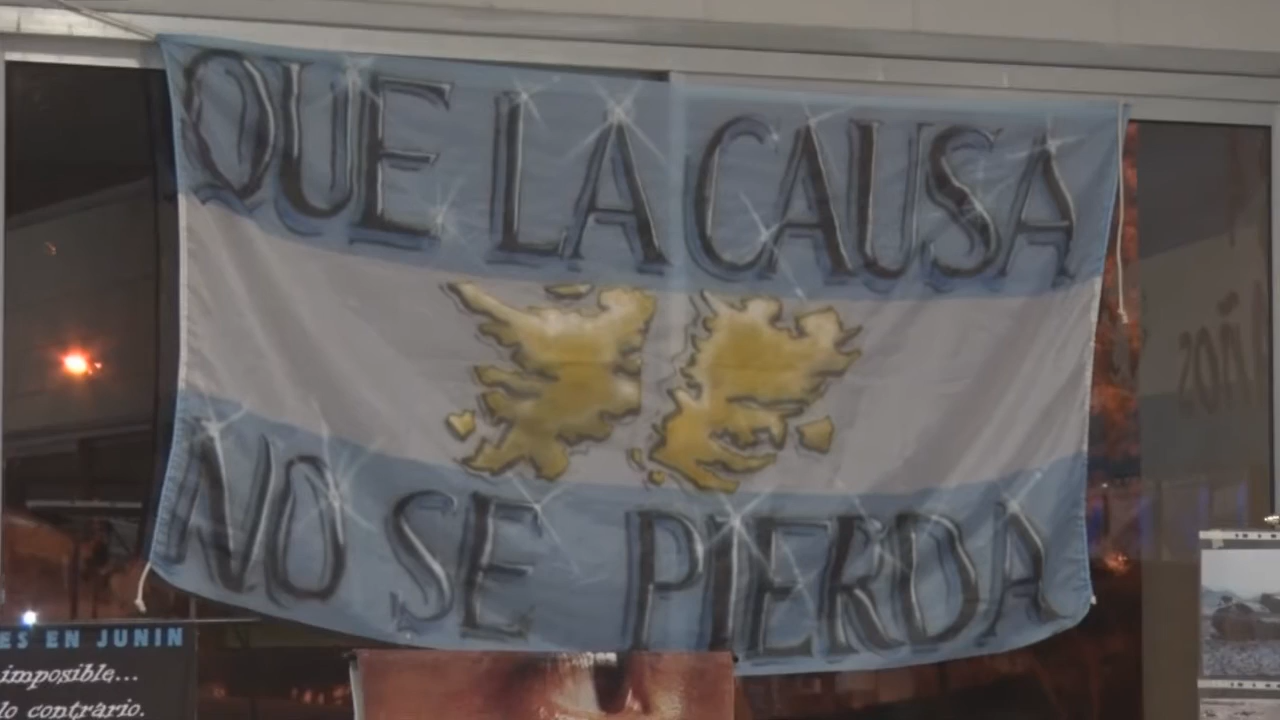 QUE LA CAUSA
NO SE PIERDA
ES EN JUNIN
imposible...
lo contrario.